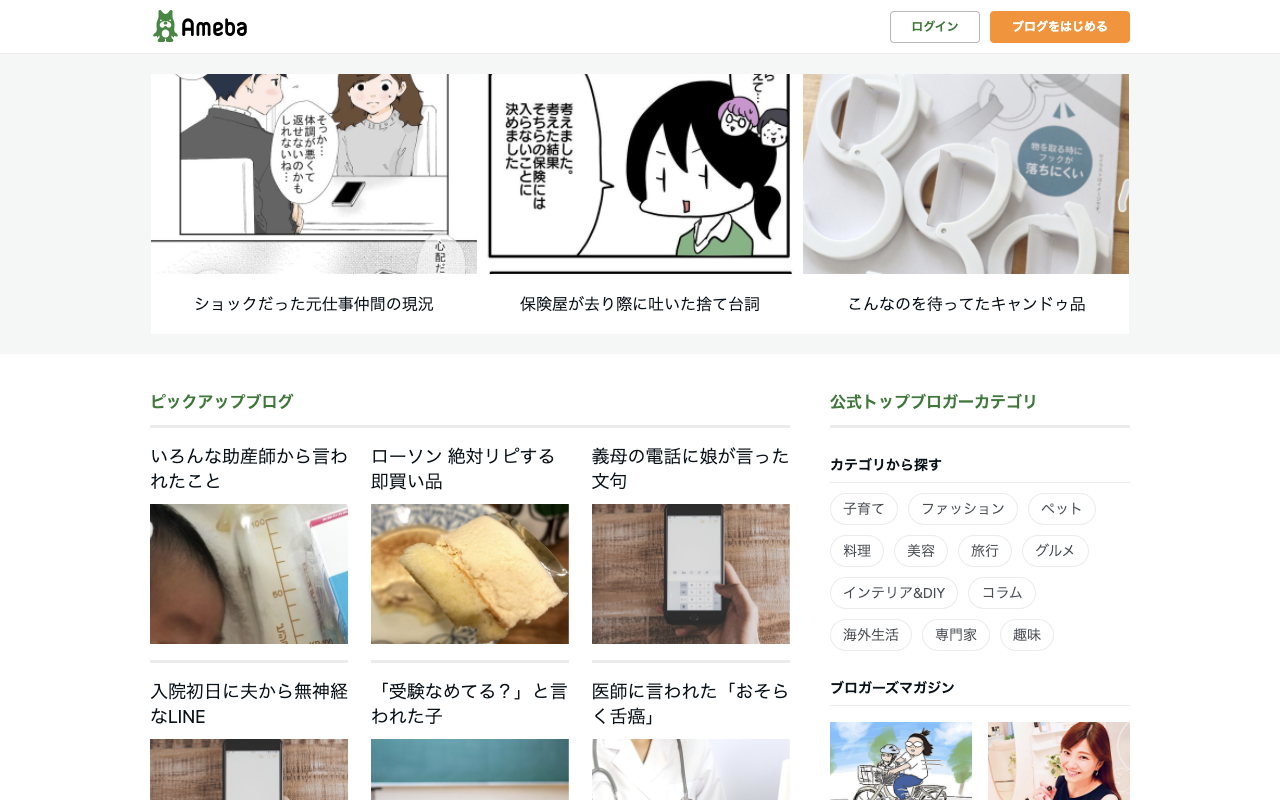 Ameba
ログイン
ブログをはじめる
そっか…
体調が悪くて
返せないのかも
しれないね…
心配だ
考えました。
考えた結果
そちらの保険には
入らないことに
決めました
物を取る時に
フックが
落ちにくい
ショックだった元仕事仲間の現況
保険屋が去り際に吐いた捨て台詞
こんなのを待ってたキャンドゥ品
ピックアップブログ
いろんな助産師から言わ
れたこと
ローソン 絶対リピする
即買い品
義母の電話に娘が言った
文句
100
50
入院初日に夫から無神経
なLINE
「受験なめてる？」と言
われた子
医師に言われた「おそら
く舌癌」
公式トップブロガーカテゴリ
カテゴリから探す
子育て
ファッション
ペット
料理
美容
旅行
グルメ
インテリア&DIY
コラム
海外生活
専門家
趣味
ブロガーズマガジン